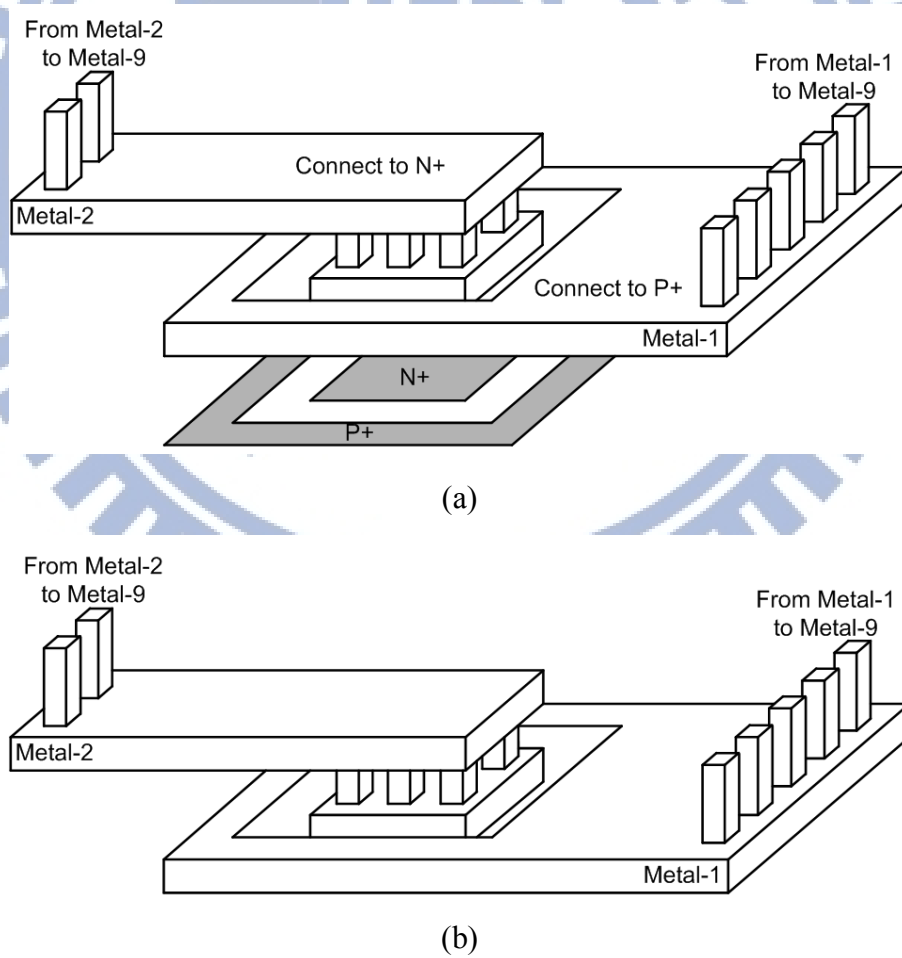 From Metal-2
to Metal-9
From Metal-1
to Metal-9
Connect to N+
Metal-2
Connect to P+
Metal-1
N+
P+
(a)
From Metal-2
to Metal-9
From Metal-1
to Metal-9
Metal-2
Metal-1
(b)